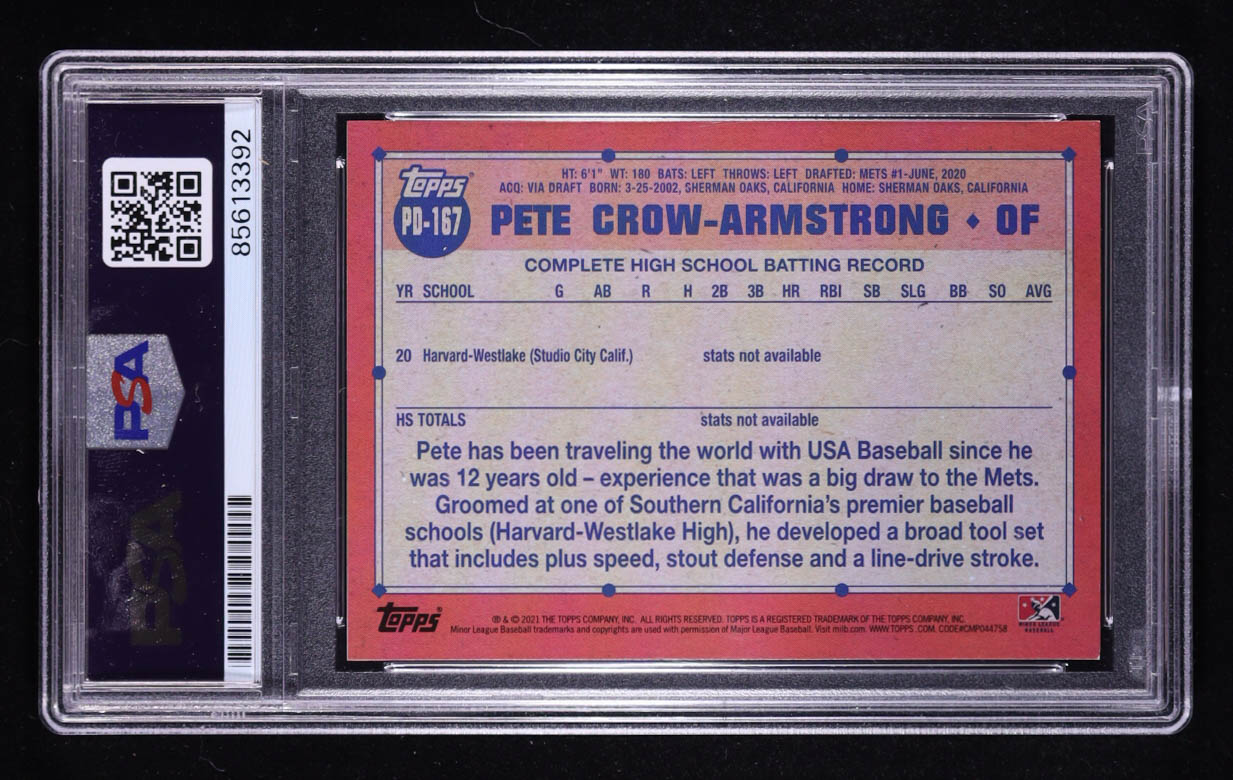 85613392
PSA
PSA
Topps
PD-167
HT: 6'1" WT: 180 BATS: LEFT THROWS: LEFT DRAFTED: METS #1-JUNE, 2020
ACQ: VIA DRAFT BORN: 3-25-2002, SHERMAN OAKS, CALIFORNIA HOME: SHERMAN OAKS, CALIFORNIA
PETE CROW-ARMSTRONG ♦ OF
COMPLETE HIGH SCHOOL BATTING RECORD
YR SCHOOL G AB R H 2B 3B HR RBI SB SLG BB SO AVG
20 Harvard-Westlake (Studio City Calif.) stats not available
HS TOTALS stats not available
Pete has been traveling the world with USA Baseball since he
was 12 years old – experience that was a big draw to the Mets.
Groomed at one of Southern California's premier baseball
schools (Harvard-Westlake High), he developed a broad tool set
that includes plus speed, stout defense and a line-drive stroke.
Topps
® & © 2021 THE TOPPS COMPANY, INC. ALL RIGHTS RESERVED. TOPPS IS A REGISTERED TRADEMARK OF THE TOPPS COMPANY, INC.
Minor League Baseball trademarks and copyrights are used with permission of Major League Baseball. Visit milb.com. WWW.TOPPS.COM. CODE#CMP044758
MINOR LEAGUE
BASEBALL